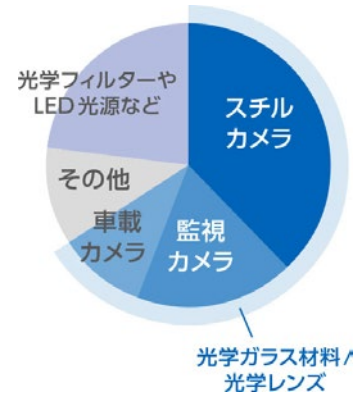 光学フィルターや
LED光源など
スチル
カメラ
その他
車載
カメラ
監視
カメラ
光学ガラス材料/
光学レンズ